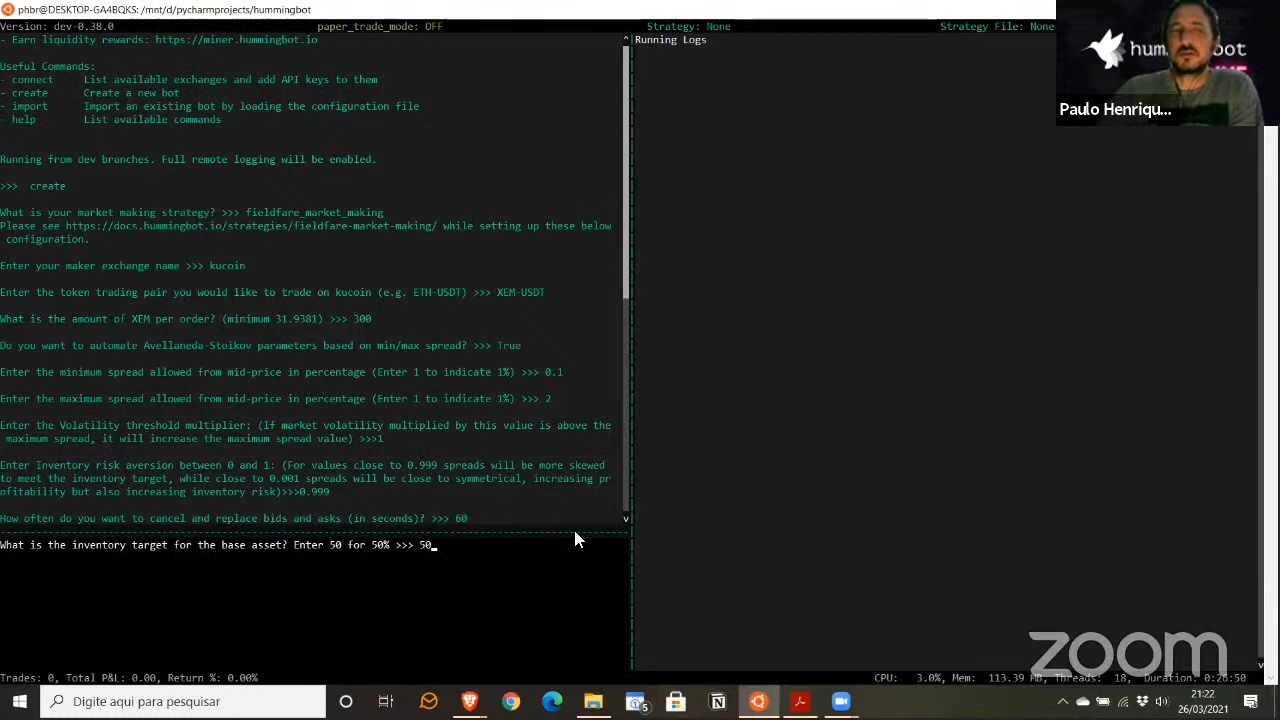 phbr@DESKTOP-GA4BQKS: /mnt/d/pycharmprojects/hummingbot
Version: dev-0.38.0 paper_trade_mode: OFF Strategy: None Strategy File: None
- Earn liquidity rewards: https://miner.hummingbot.io
Running Logs
Useful Commands:
- connect List available exchanges and add API keys to them
- create Create a new bot
- import Import an existing bot by loading the configuration file
- help List available commands
Running from dev branches. Full remote logging will be enabled.
>>> create
What is your market making strategy? >>> fieldfare_market_making
Please see https://docs.hummingbot.io/strategies/fieldfare-market-making/ while setting up these below
configuration.
Enter your maker exchange name >>> kucoin
Enter the token trading pair you would like to trade on kucoin (e.g. ETH-USDT) >>> XEM-USDT
What is the amount of XEM per order? (minimum 31.9381) >>> 300
Do you want to automate Avellaneda-Stoikov parameters based on min/max spread? >>> True
Enter the minimum spread allowed from mid-price in percentage (Enter 1 to indicate 1%) >>> 0.1
Enter the maximum spread allowed from mid-price in percentage (Enter 1 to indicate 1%) >>> 2
Enter the Volatility threshold multiplier: (If market volatility multiplied by this value is above the
maximum spread, it will increase the maximum spread value) >>>1
Enter Inventory risk aversion between 0 and 1: (For values close to 0.999 spreads will be more skewed
to meet the inventory target, while close to 0.001 spreads will be close to symmetrical, increasing pr
ofitability but also increasing inventory risk)>>>0.999
How often do you want to cancel and replace bids and asks (in seconds)? >>> 60
What is the inventory target for the base asset? Enter 50 for 50% >>> 50_
Trades: 0, Total P&L: 0.00, Return %: 0.00%
CPU: 3.0%, Mem: 113.39 MB, Threads: 18, Duration: 0:26:50
Paulo Henriqu...
zoom
Digite aqui para pesquisar
5
21:22
26/03/2021